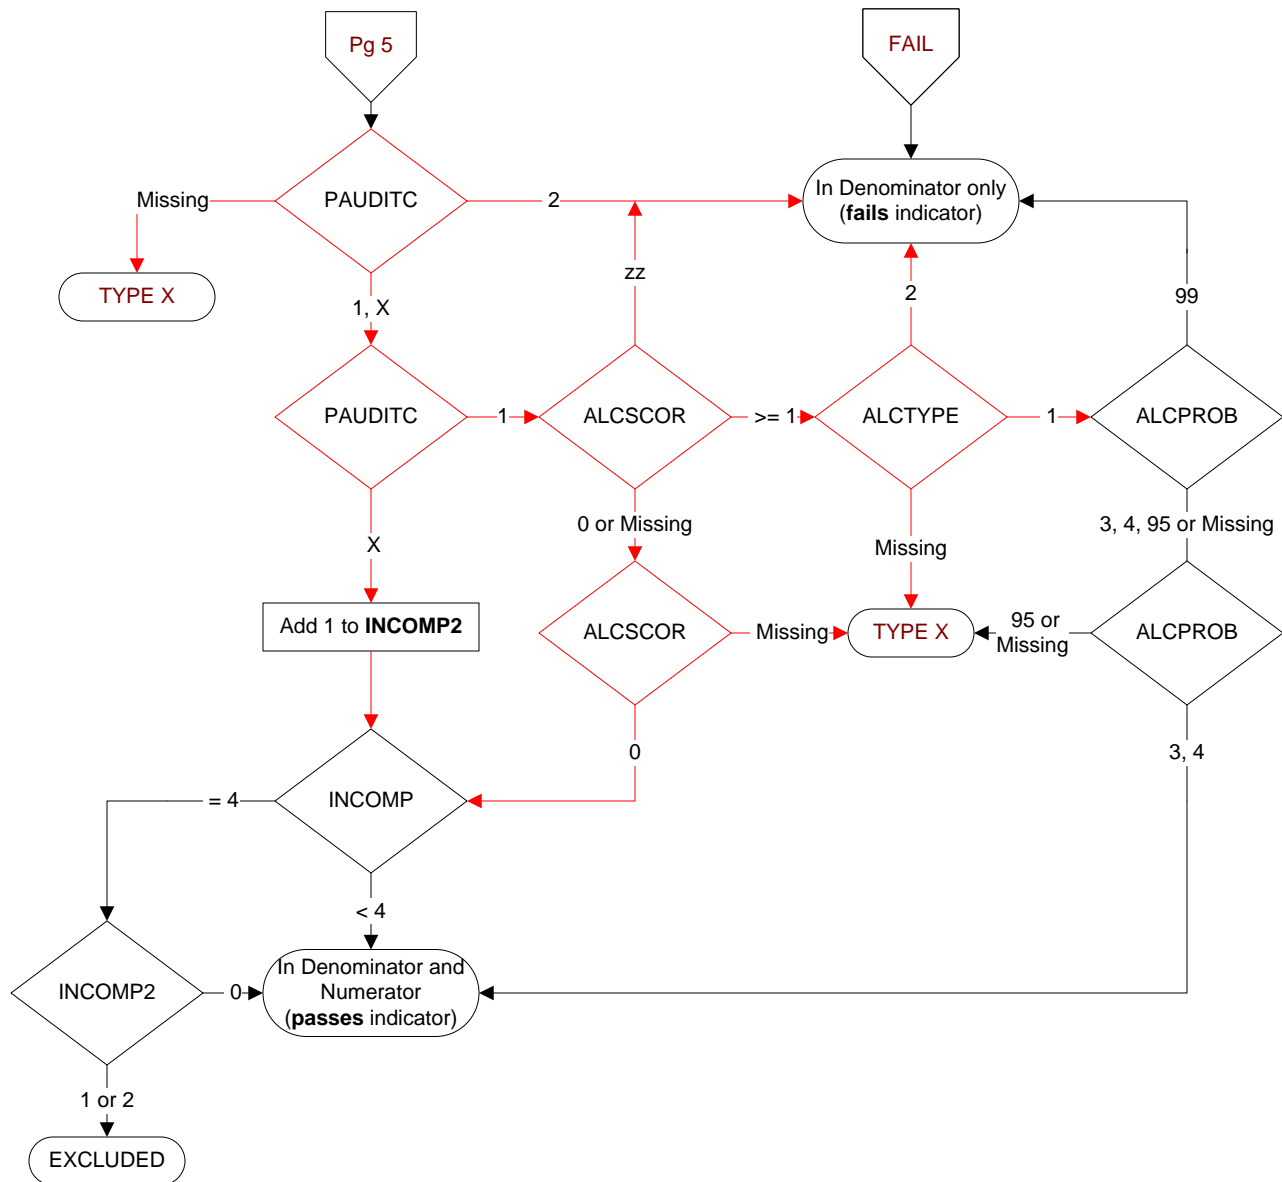 Pg 5
FAIL
PAUDITC
Missing
2
In Denominator only
(fails indicator)
TYPE X
zz
2
99
1, X
PAUDITC
1
ALCSCOR
>= 1
ALCTYPE
1
ALCPROB
X
0 or Missing
Missing
3, 4, 95 or Missing
Add 1 to INCOMP2
ALCSCOR
Missing
TYPE X
95 or
Missing
ALCPROB
0
3, 4
= 4
INCOMP
< 4
INCOMP2
0
In Denominator and
Numerator
(passes indicator)
1 or 2
EXCLUDED